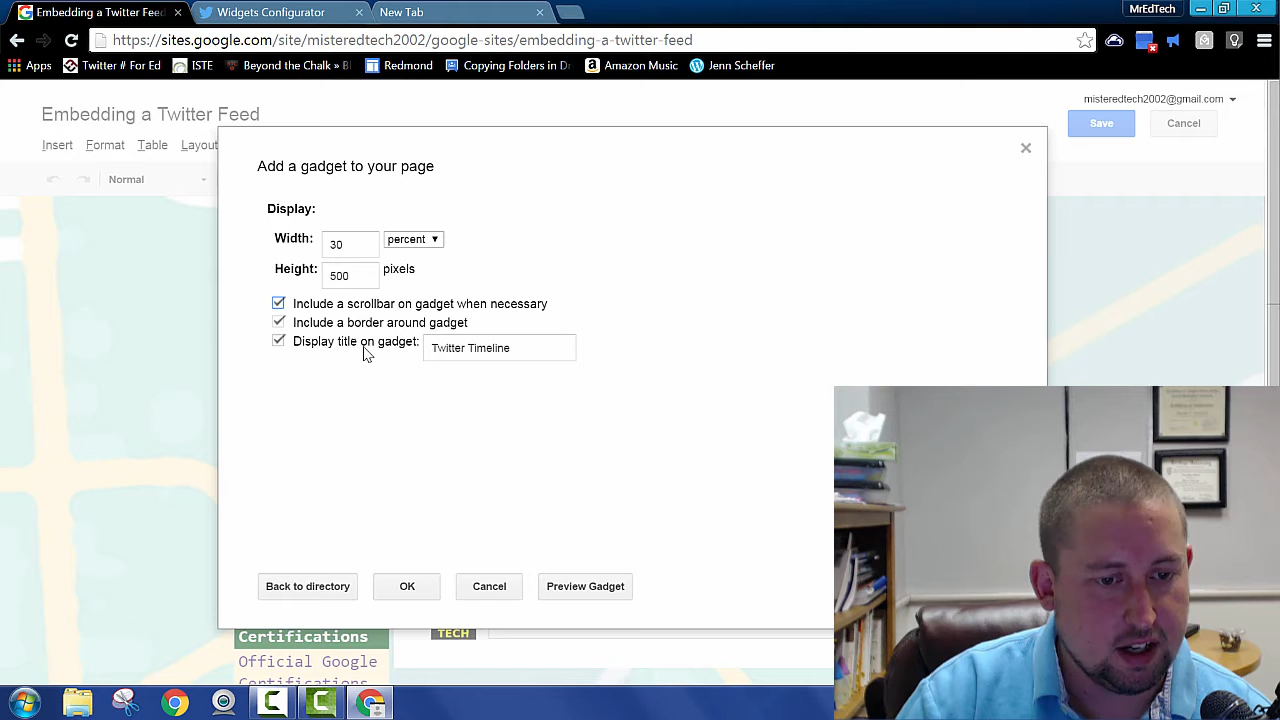 Embedding a Twitter Feed
Widgets Configurator
New Tab
MrEdTech
https://sites.google.com/site/misteredtech2002/google-sites/embedding-a-twitter-feed
Apps
Twitter # For Ed
ISTE
Beyond the Chalk » Bl
Redmond
Copying Folders in Dr
Amazon Music
Jenn Scheffer
Embedding a Twitter Feed
misteredtech2002@gmail.com
Insert Format Table Layout
Save Cancel
Normal
Add a gadget to your page
Display:
Width: 30 percent
Height: 500 pixels
Include a scrollbar on gadget when necessary
Include a border around gadget
Display title on gadget: Twitter Timeline
Back to directory OK Cancel Preview Gadget
TECH
Certifications
Official Google
Certifications